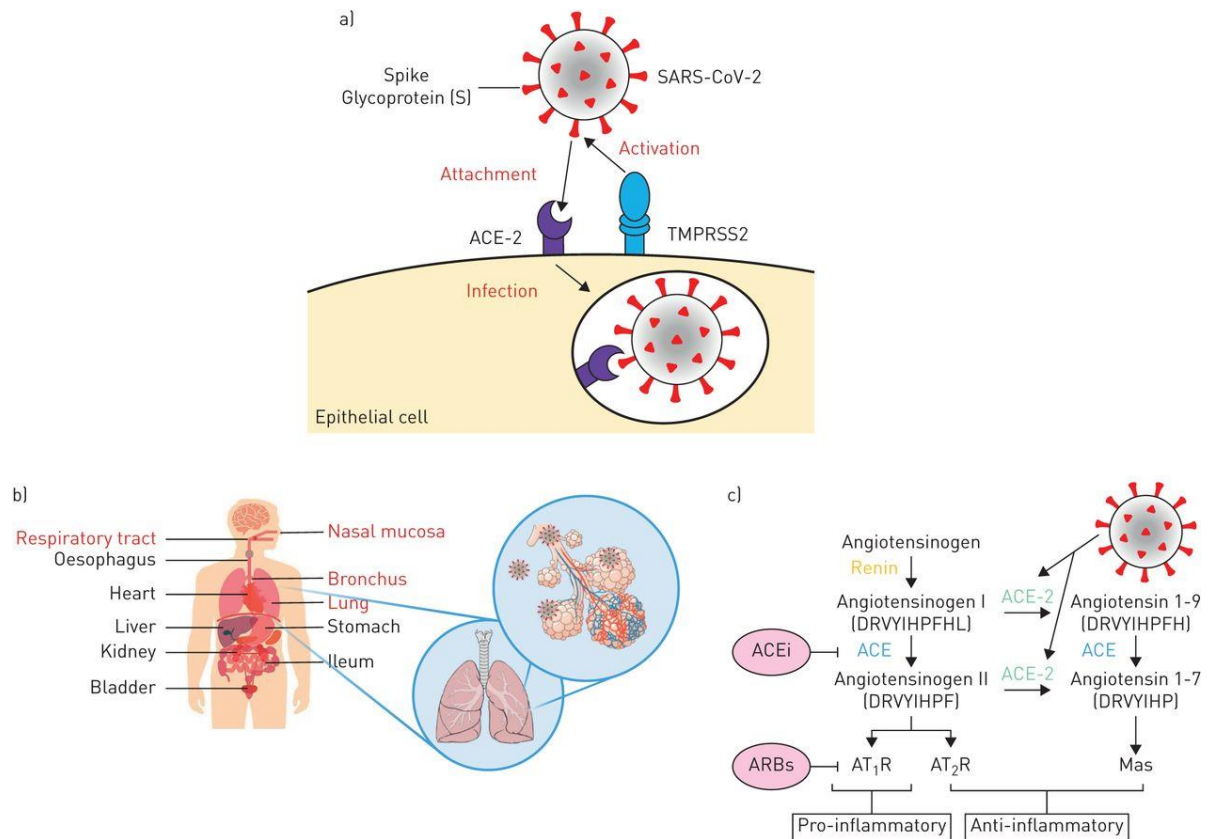 a)
Spike
Glycoprotein (S)
SARS-CoV-2
Activation
Attachment
ACE-2
TMPRSS2
Infection
Epithelial cell
b)
Respiratory tract
Nasal mucosa
Oesophagus
Bronchus
Heart
Lung
Liver
Stomach
Kidney
Ileum
Bladder
c)
Angiotensinogen
Renin
Angiotensinogen I
(DRVYIHPFHL)
ACE-2
Angiotensin 1-9
(DRVYIHPFH)
ACEi
ACE
ACE
Angiotensinogen II
(DRVYIHPF)
ACE-2
Angiotensin 1-7
(DRVYIHP)
ARBs
AT1R
AT2R
Mas
Pro-inflammatory
Anti-inflammatory